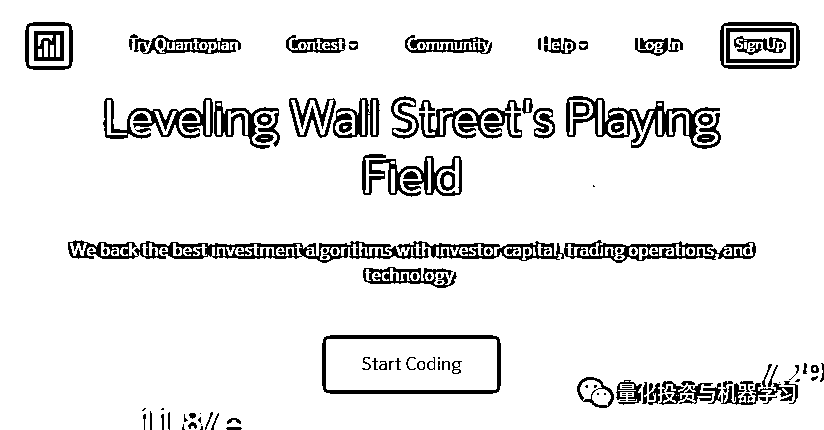 Try Quantopian Contest Community Help Log In Sign Up
Leveling Wall Street's Playing
Field
We back the best investment algorithms with investor capital, trading operations, and
technology
Start Coding
量化投资与机器学习